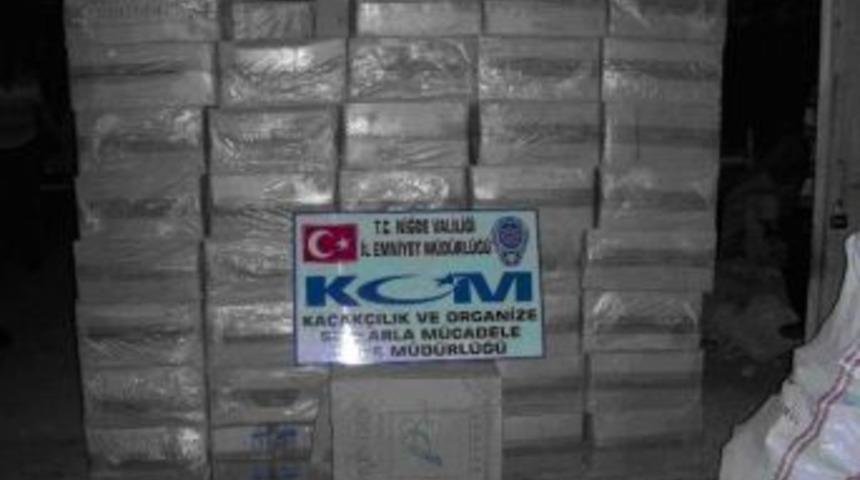 T.C. NİĞDE VALİLİĞİ
İL EMNİYET MÜDÜRLÜĞÜ
KOM
KAÇAKÇILIK VE ORGANİZE
MÜCADELE
MÜDÜRLÜĞÜ